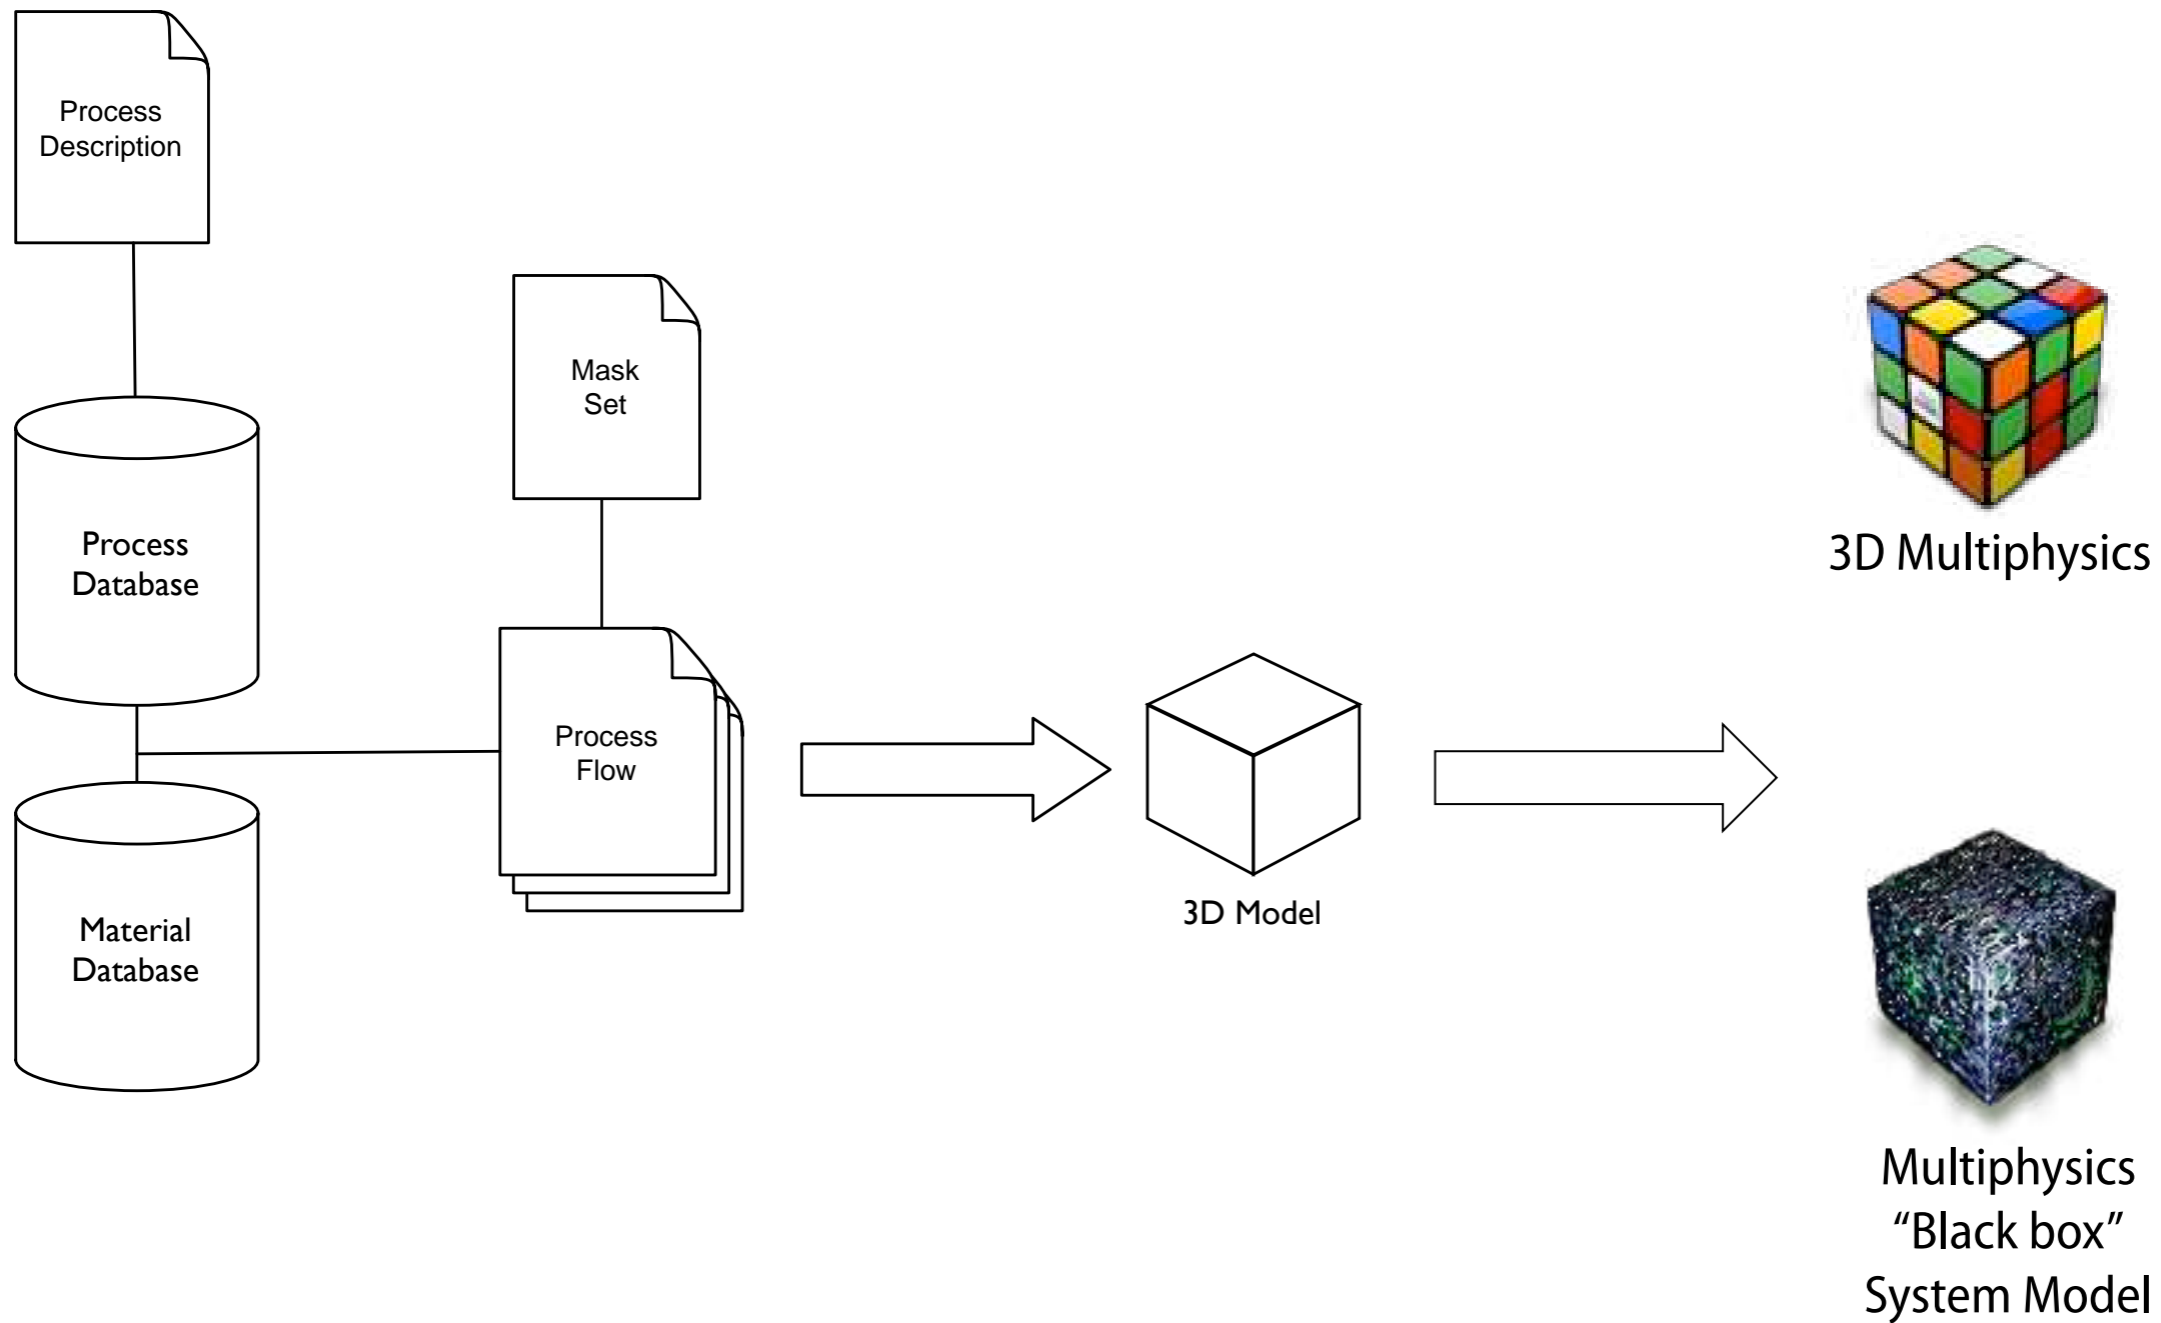 Process
Description
Mask
Set
Process
Database
3D Multiphysics
Process
Flow
3D Model
Material
Database
Multiphysics
“Black box”
System Model